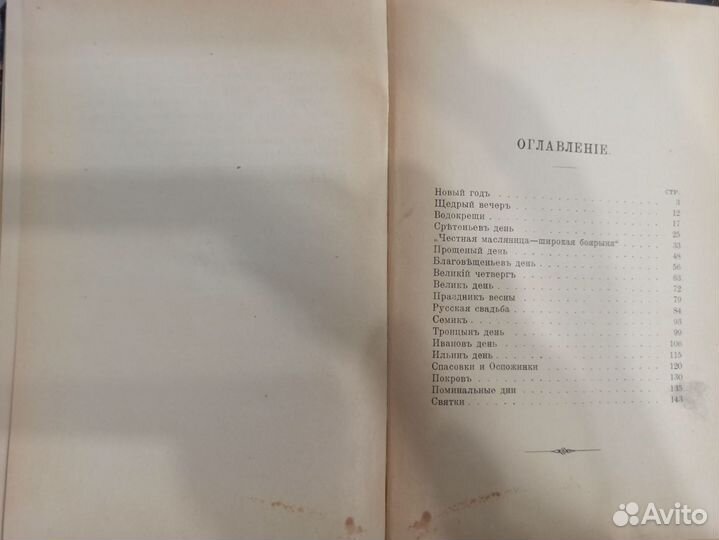 ОГЛАВЛЕНІЕ.
СТР.
Новый годъ . . . . . . . . . . 3
Щедрый вечеръ . . . . . . . . . . 12
Водокрещи . . . . . . . . . . 17
Срѣтеньевъ день . . . . . . . . . . 25
„Честная масляница—широкая боярыня“ . . . . . 33
Прощеный день . . . . . . . . . . 48
Благовѣщеньевъ день . . . . . . . . . . 56
Великій четвергъ . . . . . . . . . . 63
Великъ день . . . . . . . . . . 72
Праздникъ весны . . . . . . . . . . 79
Русская свадьба . . . . . . . . . . 84
Семикъ . . . . . . . . . . 95
Троицынъ день . . . . . . . . . . 99
Ивановъ день . . . . . . . . . . 106
Ильинъ день . . . . . . . . . . 115
Спасовки и Оспожинки . . . . . . . . . . 120
Покровъ . . . . . . . . . . 130
Поминальные дни . . . . . . . . . . 135
Святки . . . . . . . . . . 143
Avito